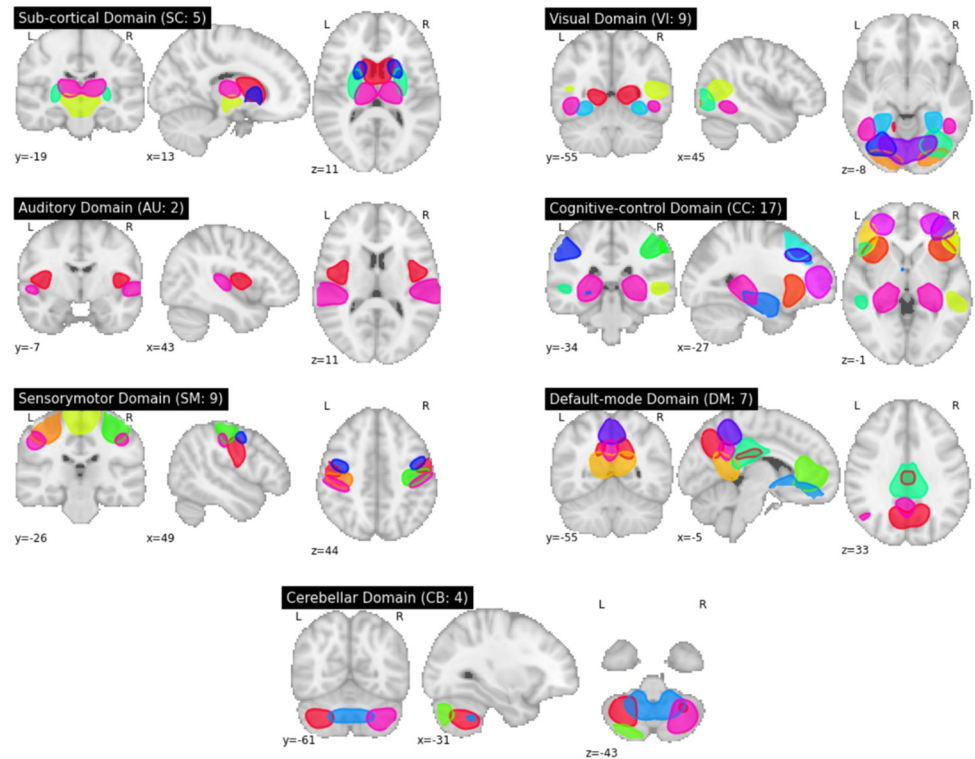 Sub-cortical Domain (SC: 5)
L R
y=-19 x=13 z=11
Visual Domain (VI: 9)
L R L R
y=-55 x=45 z=-8
Auditory Domain (AU: 2)
L R L R
y=-7 x=43 z=11
Cognitive-control Domain (CC: 17)
L R L R
y=-34 x=-27 z=-1
Sensorymotor Domain (SM: 9)
L R L R
y=-26 x=49 z=44
Default-mode Domain (DM: 7)
L R L R
y=-55 x=-5 z=33
Cerebellar Domain (CB: 4)
L R L R
y=-61 x=-31 z=-43